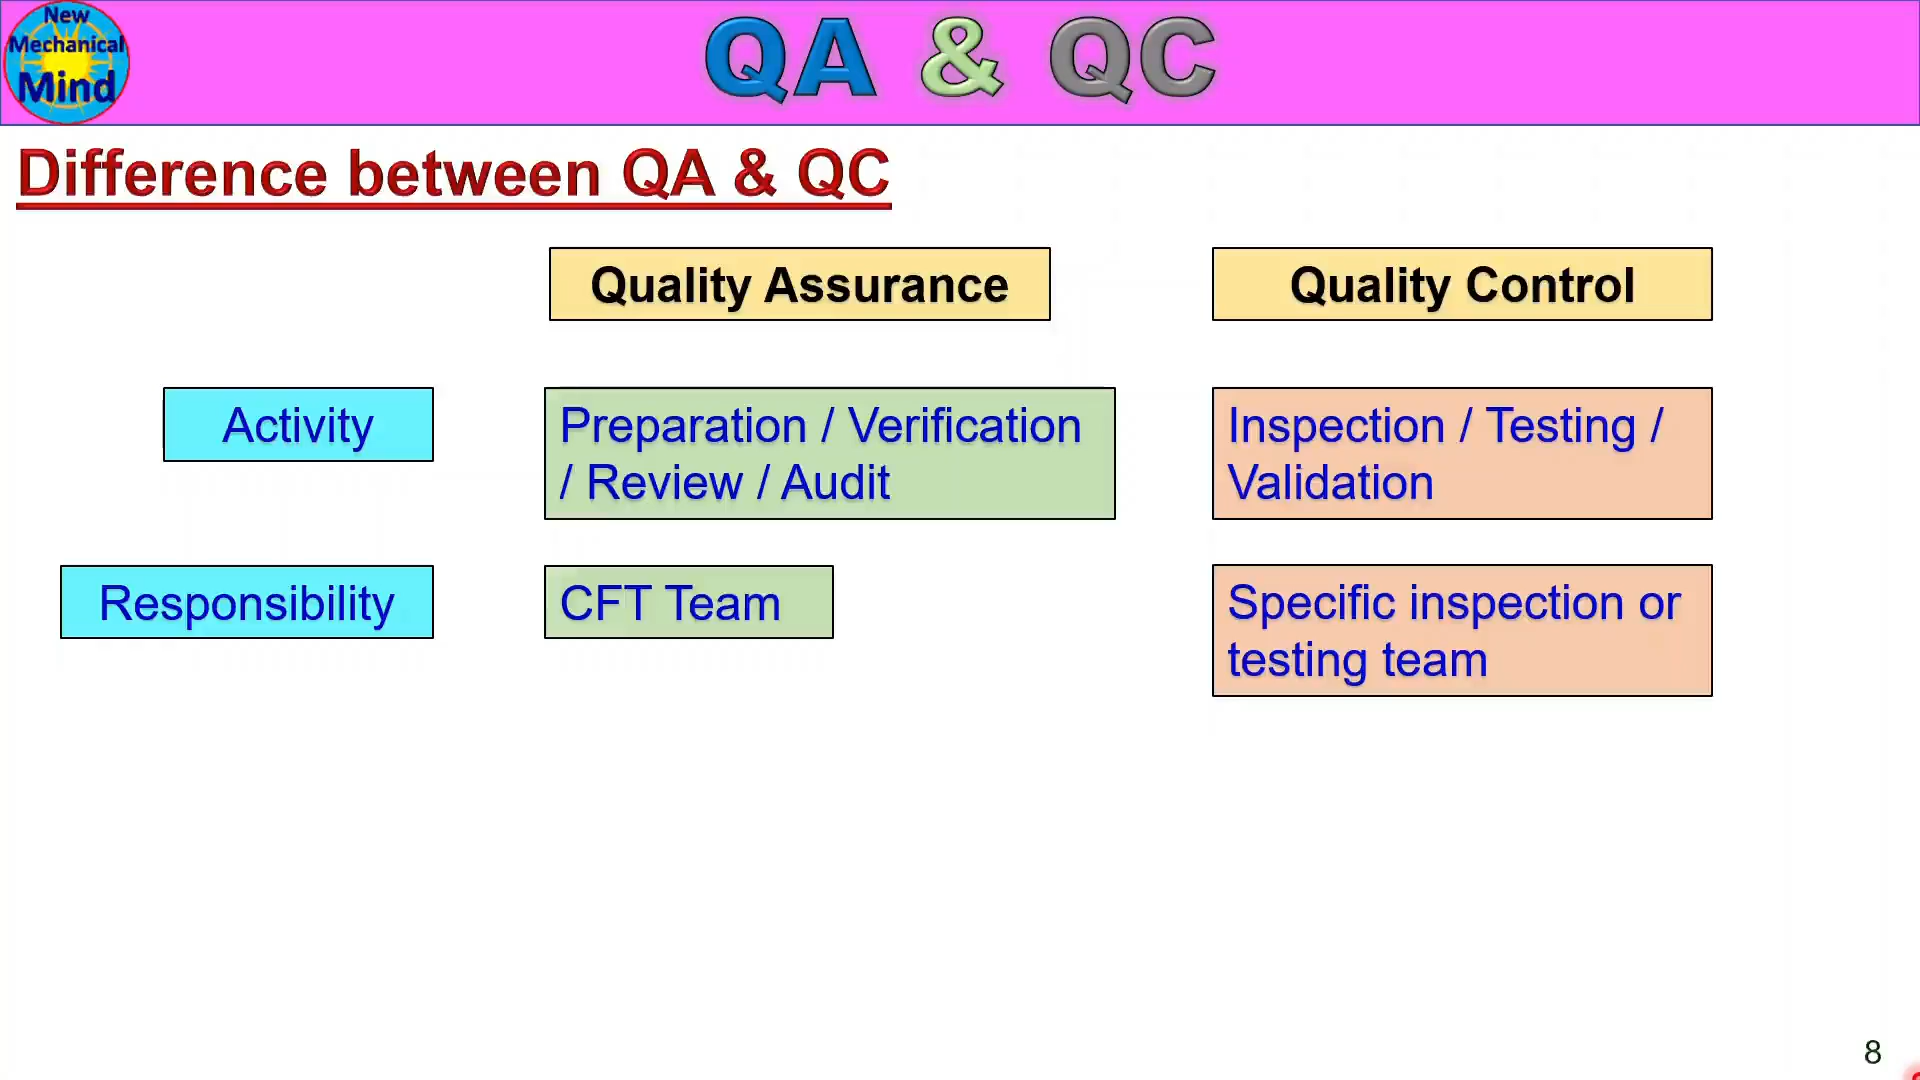 New
Mechanical
Mind
QA & QC
Difference between QA & QC
Quality Assurance
Quality Control
Activity
Preparation / Verification
/ Review / Audit
Inspection / Testing /
Validation
Responsibility
CFT Team
Specific inspection or
testing team
8